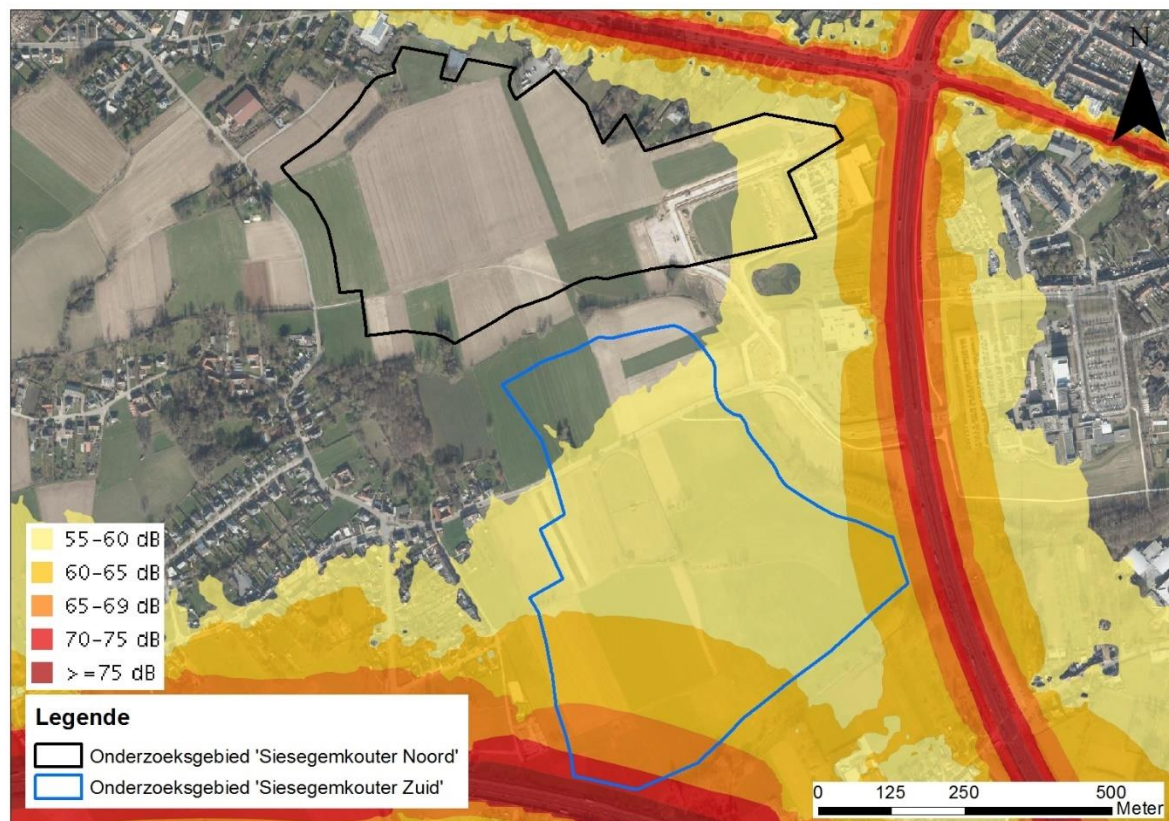 N
55-60 dB
60-65 dB
65-69 dB
70-75 dB
>=75 dB
Legende
Onderzoeksgebied 'Siesegemkouter Noord'
Onderzoeksgebied 'Siesegemkouter Zuid'
0 125 250 500
Meter